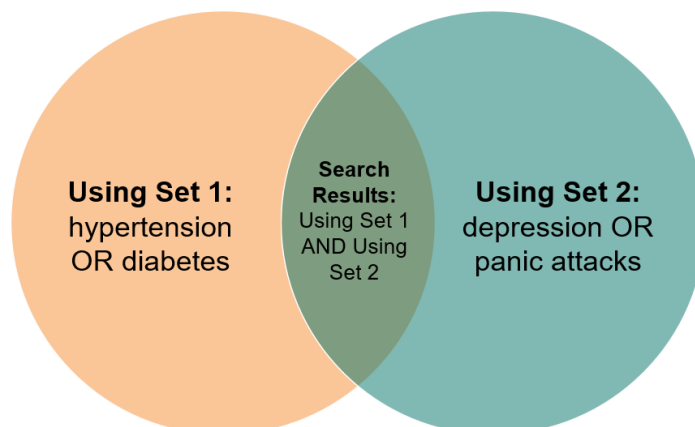 Using Set 1:
hypertension
OR diabetes
Search
Results:
Using Set 1
AND Using
Set 2
Using Set 2:
depression OR
panic attacks